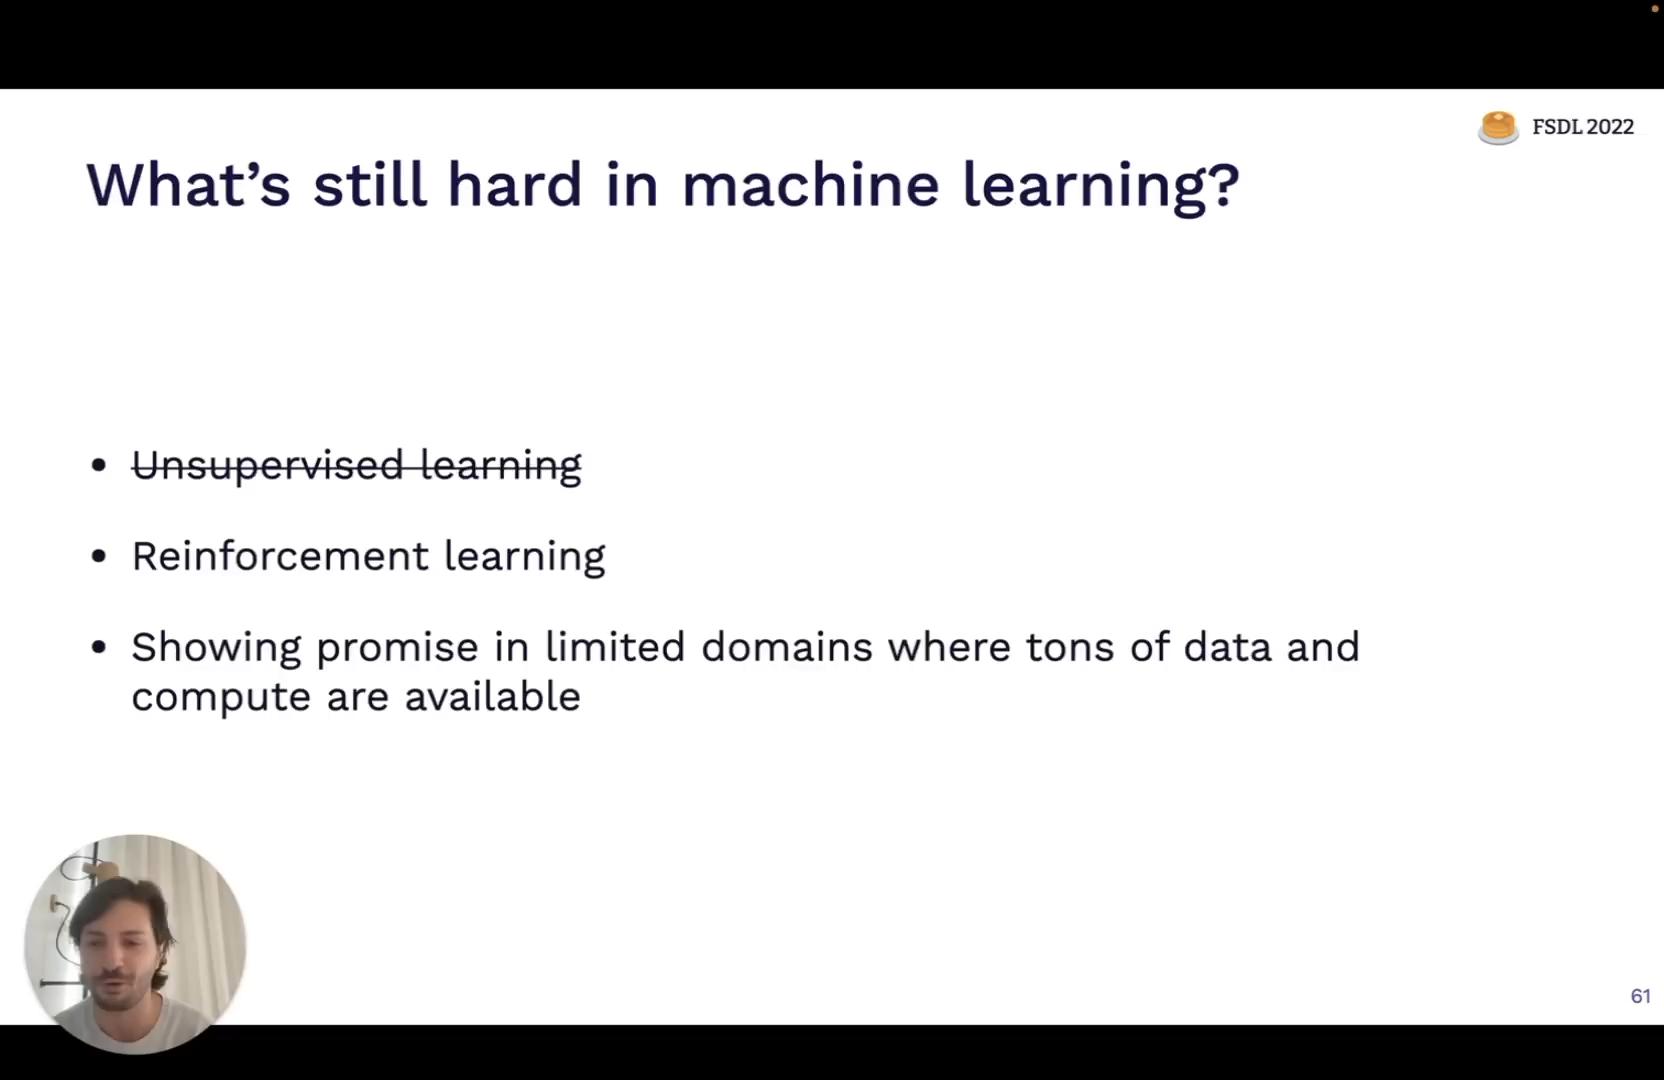 FSDL 2022
What’s still hard in machine learning?
• Unsupervised learning
• Reinforcement learning
• Showing promise in limited domains where tons of data and
compute are available
61